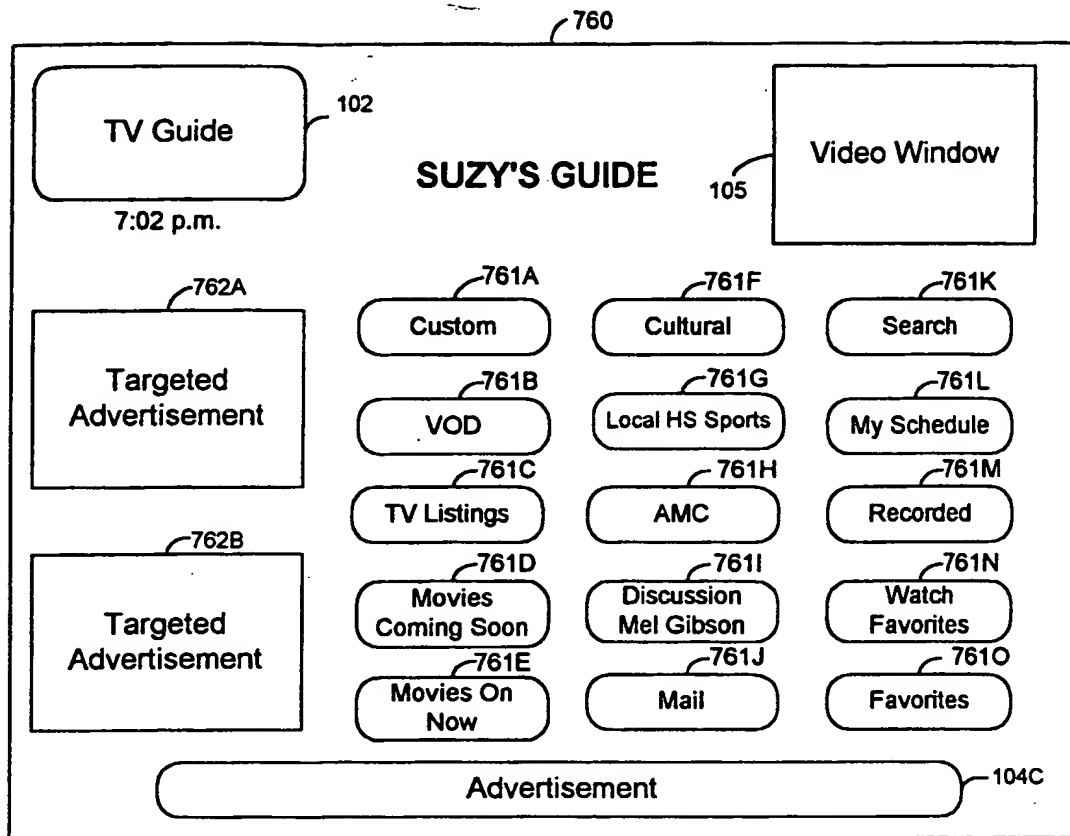 760
TV Guide
102
SUZY'S GUIDE
Video Window
105
7:02 p.m.
762A
Targeted
Advertisement
762B
Targeted
Advertisement
761A
Custom
761F
Cultural
761K
Search
761B
VOD
761G
Local HS Sports
761L
My Schedule
761C
TV Listings
761H
AMC
761M
Recorded
761D
Movies
Coming Soon
761I
Discussion
Mel Gibson
761N
Watch
Favorites
761E
Movies On
Now
761J
Mail
761O
Favorites
Advertisement
104C